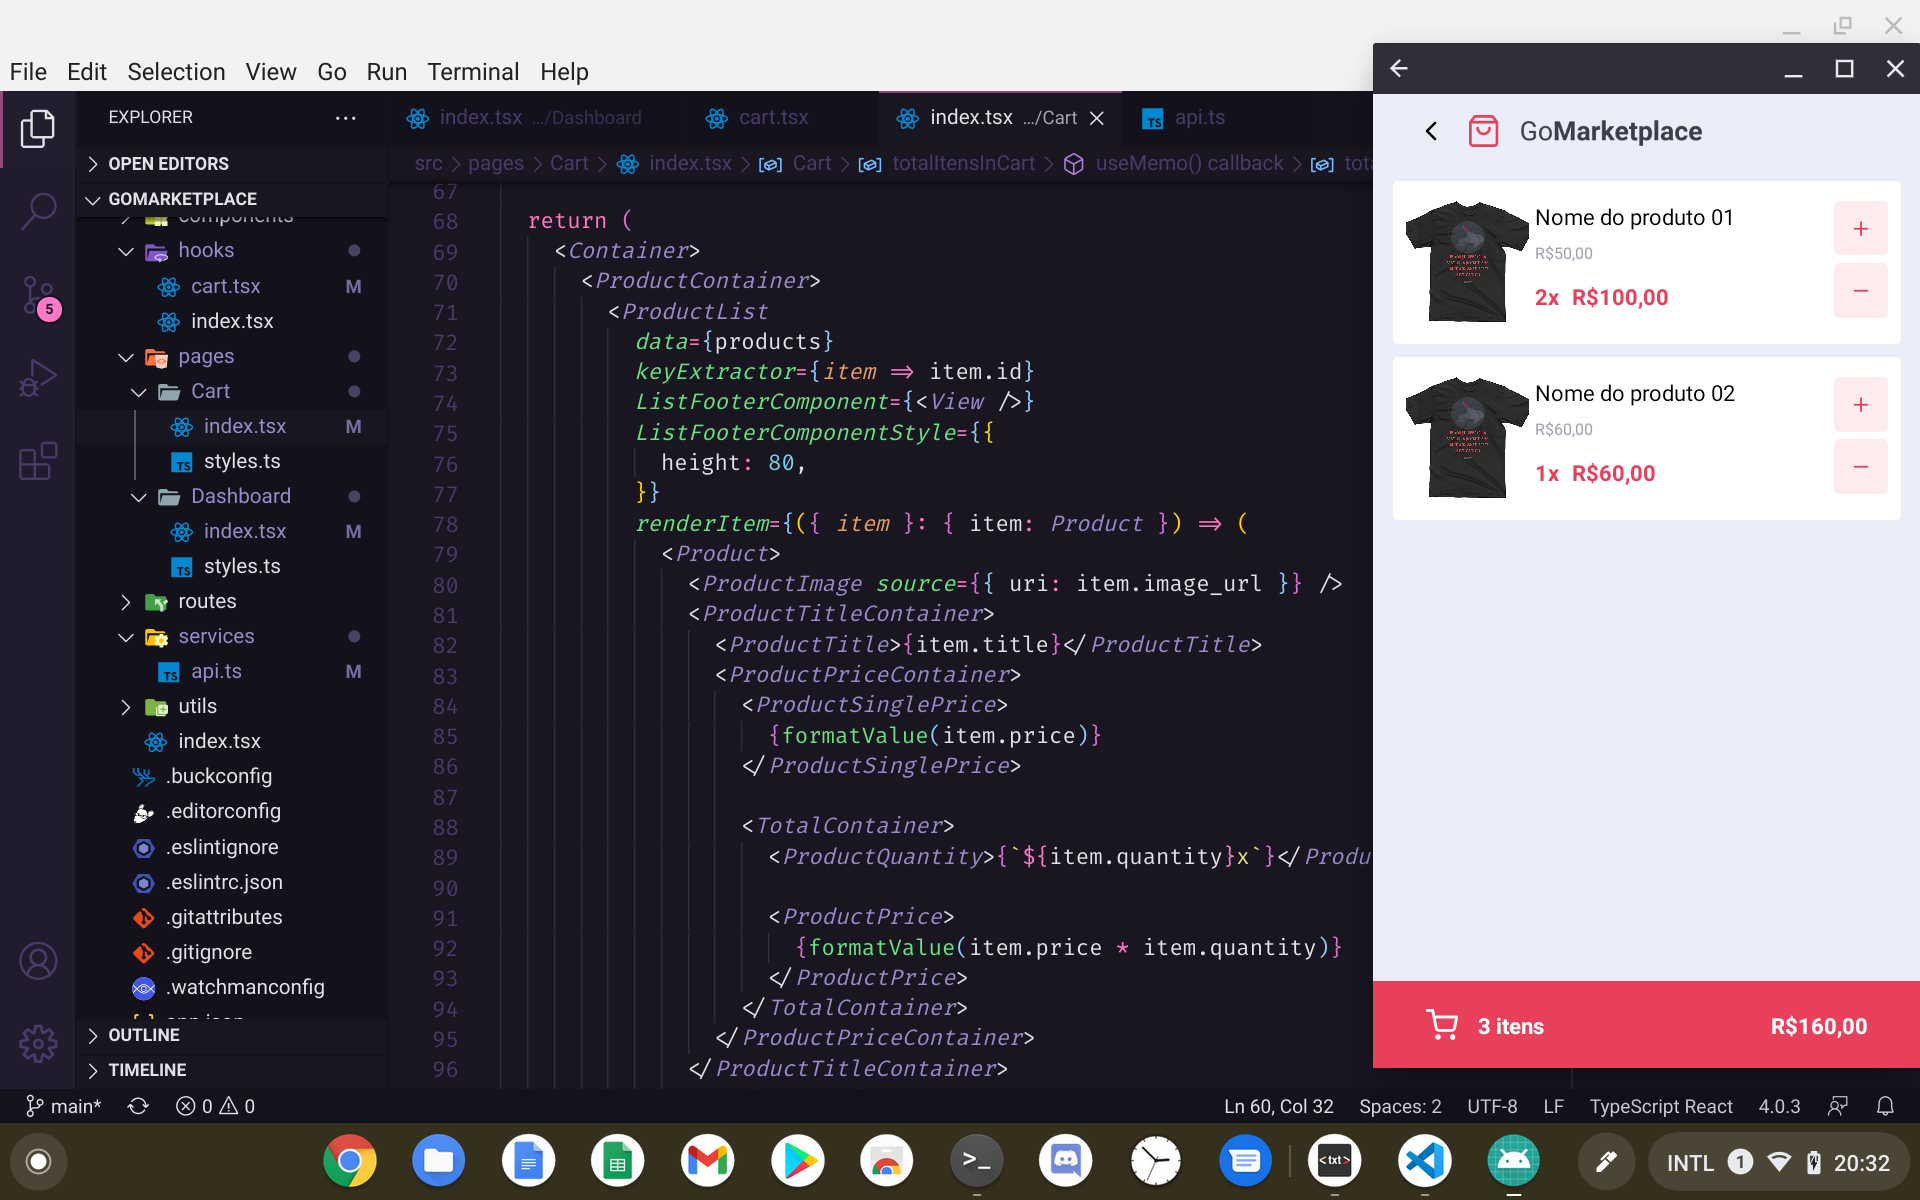 File Edit Selection View Go Run Terminal Help
EXPLORER
OPEN EDITORS
GOMARKETPLACE
components
hooks
cart.tsx M
index.tsx
pages
Cart
index.tsx M
styles.ts
Dashboard
index.tsx M
styles.ts
routes
services
api.ts M
utils
index.tsx
.buckconfig
.editorconfig
.eslintignore
.eslintrc.json
.gitattributes
.gitignore
.watchmanconfig
app.json
OUTLINE
TIMELINE
5
index.tsx .../Dashboard
cart.tsx
index.tsx .../Cart
TS api.ts
src > pages > Cart > index.tsx > Cart > totalItensInCart > useMemo() callback > tot
67
68 return (
69 <Container>
70 <ProductContainer>
71 <ProductList
72 data={products}
73 keyExtractor={item => item.id}
74 ListFooterComponent={<View />}
75 ListFooterComponentStyle={{
76 height: 80,
77 }}
78 renderItem={({ item }: { item: Product }) => (
79 <Product>
80 <ProductImage source={{ uri: item.image_url }} />
81 <ProductTitleContainer>
82 <ProductTitle>{item.title}</ProductTitle>
83 <ProductPriceContainer>
84 <ProductSinglePrice>
85 {formatValue(item.price)}
86 </ProductSinglePrice>
87
88 <TotalContainer>
89 <ProductQuantity>{`${item.quantity}x`}</Produ
90
91 <ProductPrice>
92 {formatValue(item.price * item.quantity)}
93 </ProductPrice>
94 </TotalContainer>
95 </ProductPriceContainer>
96 </ProductTitleContainer>
GoMarketplace
Nome do produto 01
R$50,00
2x R$100,00
+
−
Nome do produto 02
R$60,00
1x R$60,00
+
−
3 itens R$160,00
main* 0 0
Ln 60, Col 32 Spaces: 2 UTF-8 LF TypeScript React 4.0.3
<txt>
INTL 1 20:32